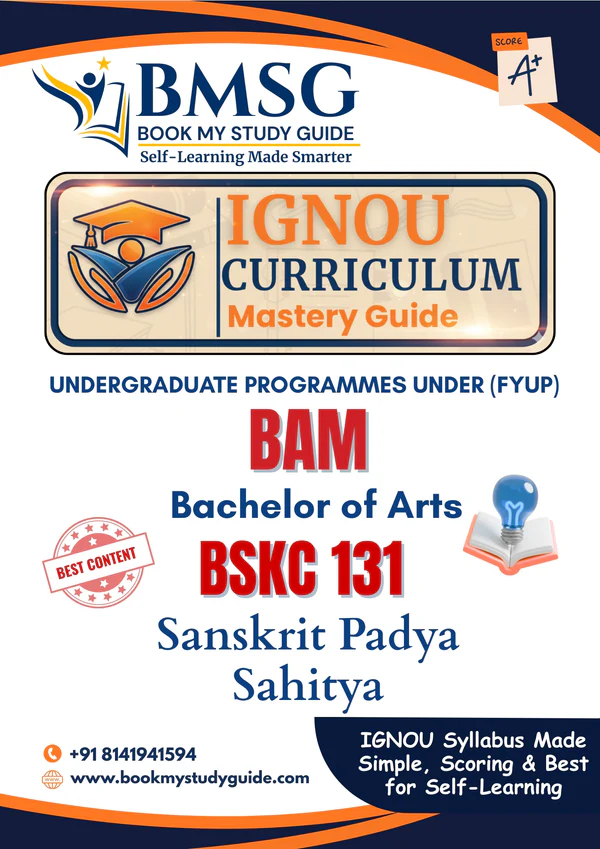 SCORE
A+
BMSG
BOOK MY STUDY GUIDE
Self-Learning Made Smarter
IGNOU
CURRICULUM
Mastery Guide
UNDERGRADUATE PROGRAMMES UNDER (FYUP)
BAM
Bachelor of Arts
BEST CONTENT
BSKC 131
Sanskrit Padya
Sahitya
+91 8141941594
www.bookmystudyguide.com
IGNOU Syllabus Made
Simple, Scoring & Best
for Self-Learning